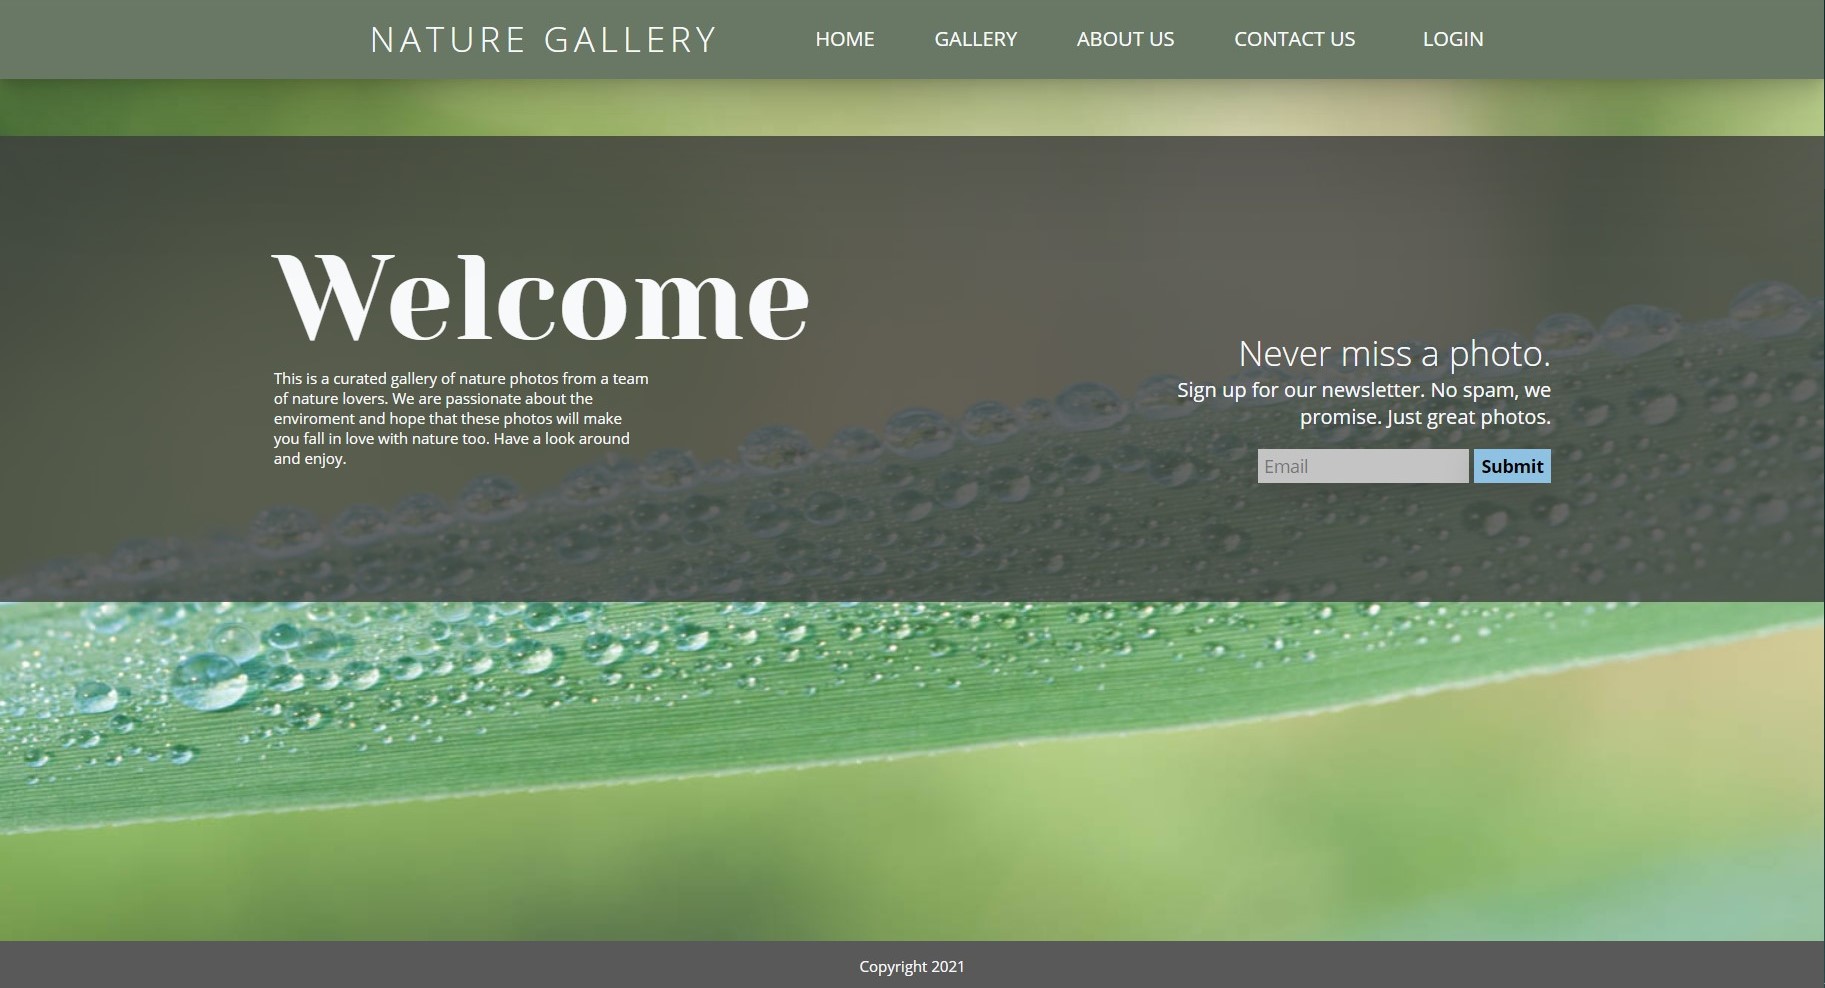 NATURE GALLERY
HOME
GALLERY
ABOUT US
CONTACT US
LOGIN
Welcome
This is a curated gallery of nature photos from a team
of nature lovers. We are passionate about the
enviroment and hope that these photos will make
you fall in love with nature too. Have a look around
and enjoy.
Never miss a photo.
Sign up for our newsletter. No spam, we
promise. Just great photos.
Email
Submit
Copyright 2021